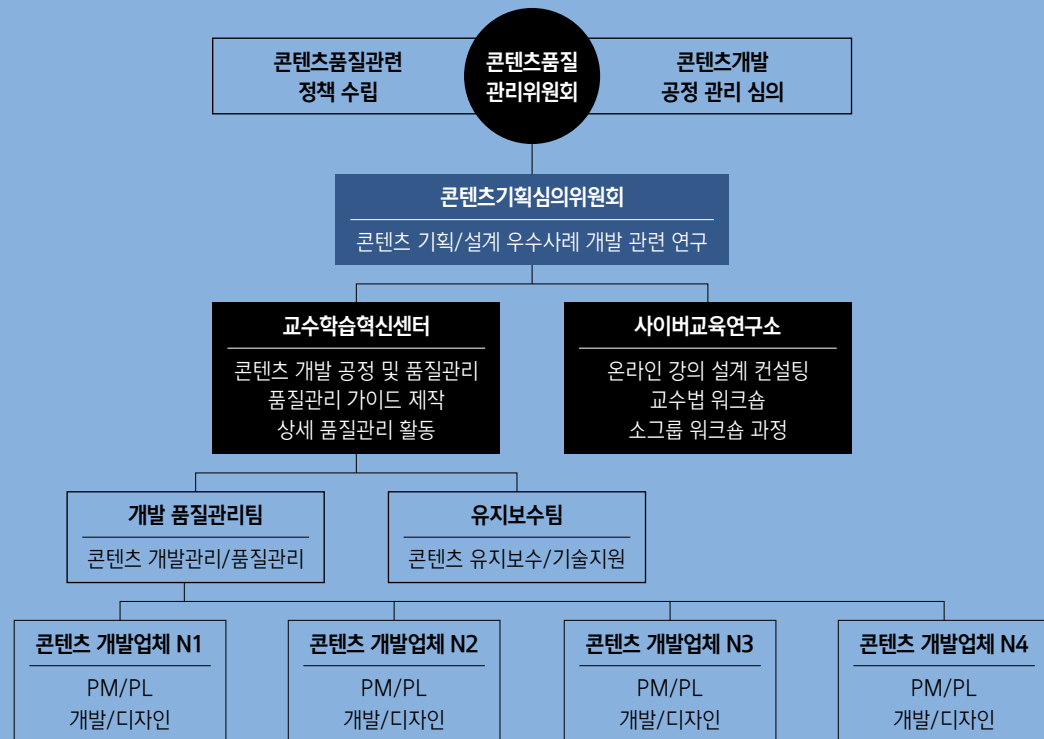 콘텐츠품질관련
정책 수립
콘텐츠품질
관리위원회
콘텐츠개발
공정 관리 심의
콘텐츠기획심의위원회
콘텐츠 기획/설계 우수사례 개발 관련 연구
교수학습혁신센터
콘텐츠 개발 공정 및 품질관리
품질관리 가이드 제작
상세 품질관리 활동
사이버교육연구소
온라인 강의 설계 컨설팅
교수법 워크숍
소그룹 워크숍 과정
개발 품질관리팀
콘텐츠 개발관리/품질관리
유지보수팀
콘텐츠 유지보수/기술지원
콘텐츠 개발업체 N1
PM/PL
개발/디자인
콘텐츠 개발업체 N2
PM/PL
개발/디자인
콘텐츠 개발업체 N3
PM/PL
개발/디자인
콘텐츠 개발업체 N4
PM/PL
개발/디자인